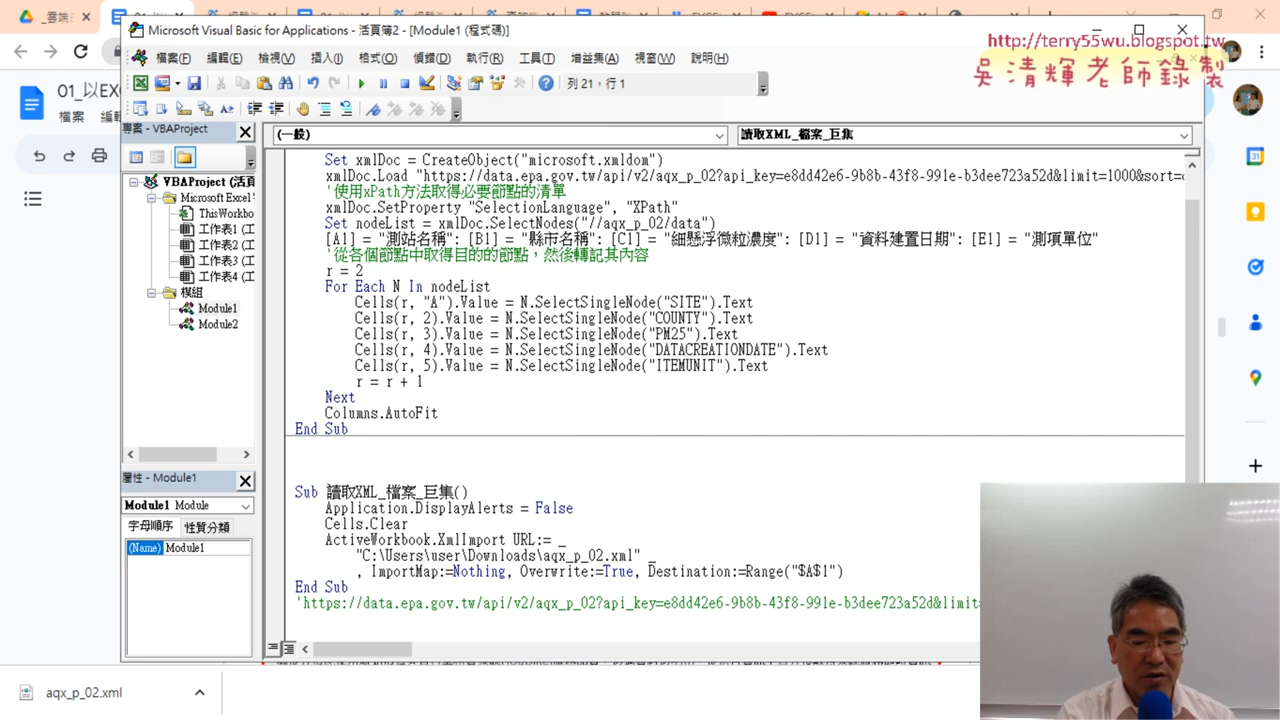 Microsoft Visual Basic for Applications - 活頁簿2 - [Module1 (程式碼)]
http://terry55wu.blogspot.tw
吳清輝老師錄製
檔案(F) 編輯(E) 檢視(V) 插入(I) 格式(O) 偵錯(D) 執行(R) 工具(T) 增益集(A) 視窗(W) 說明(H)
列 21, 行 1
專案 - VBAProject
(一般)
讀取XML_檔案_巨集
VBAProject (活頁
Microsoft Excel
ThisWorkbo
工作表1 (工
工作表2 (工
工作表3 (工
工作表4 (工
模組
Module1
Module2
屬性 - Module1
Module1 Module
字母順序 性質分類
(Name) Module1
Set xmlDoc = CreateObject("microsoft.xmldom")
xmlDoc.Load "https://data.epa.gov.tw/api/v2/aqx_p_02?api_key=e8dd42e6-9b8b-43f8-991e-b3dee723a52d&limit=1000&sort=c
'使用xPath方法取得必要節點的清單
xmlDoc.SetProperty "SelectionLanguage", "XPath"
Set nodeList = xmlDoc.SelectNodes("//aqx_p_02/data")
[A1] = "測站名稱": [B1] = "縣市名稱": [C1] = "細懸浮微粒濃度": [D1] = "資料建置日期": [E1] = "測項單位"
'從各個節點中取得目的的節點，然後轉記其內容
r = 2
For Each N In nodeList
Cells(r, "A").Value = N.SelectSingleNode("SITE").Text
Cells(r, 2).Value = N.SelectSingleNode("COUNTY").Text
Cells(r, 3).Value = N.SelectSingleNode("PM25").Text
Cells(r, 4).Value = N.SelectSingleNode("DATACREATIONDATE").Text
Cells(r, 5).Value = N.SelectSingleNode("ITEMUNIT").Text
r = r + 1
Next
Columns.AutoFit
End Sub
Sub 讀取XML_檔案_巨集()
Application.DisplayAlerts = False
Cells.Clear
ActiveWorkbook.XmlImport URL:= _
"C:\Users\user\Downloads\aqx_p_02.xml" _
, ImportMap:=Nothing, Overwrite:=True, Destination:=Range("$A$1")
End Sub
'https://data.epa.gov.tw/api/v2/aqx_p_02?api_key=e8dd42e6-9b8b-43f8-991e-b3dee723a52d&limit=
aqx_p_02.xml